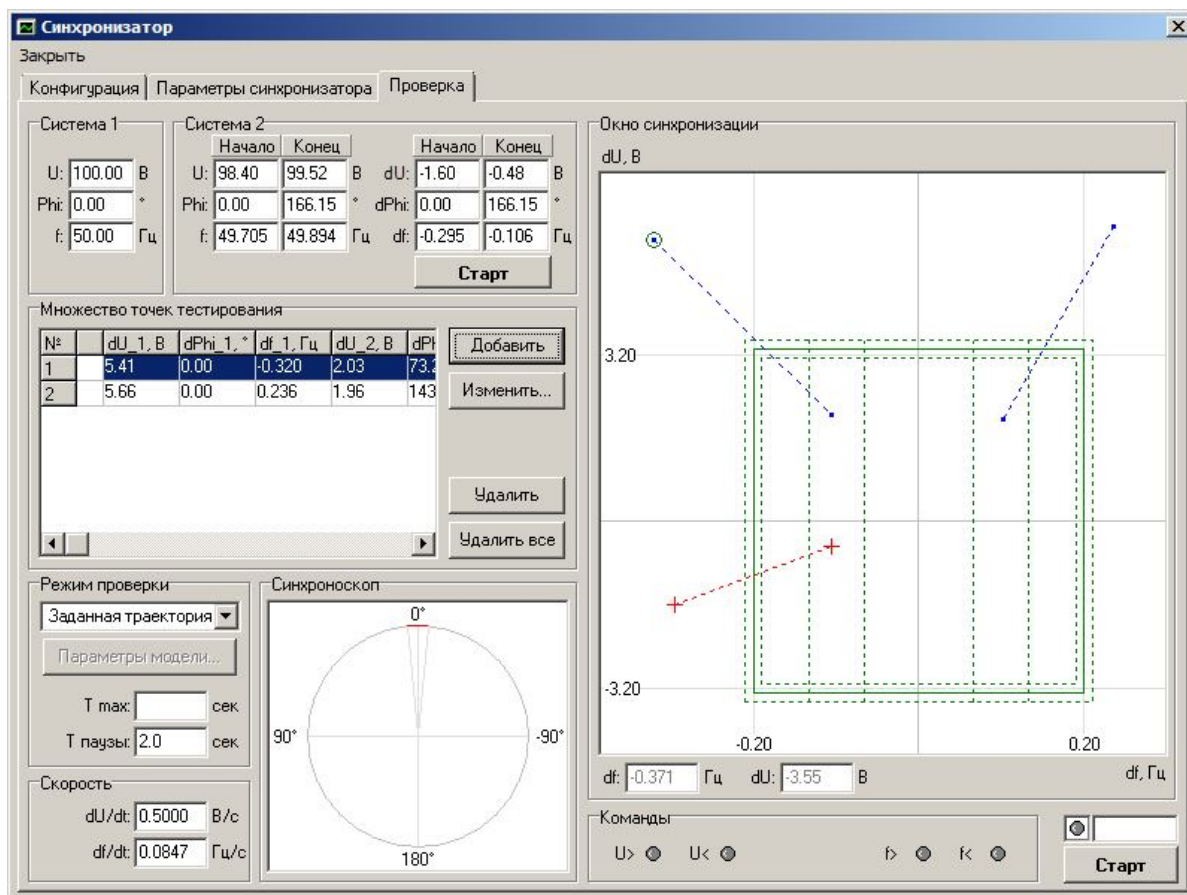 Синхронизатор
Закрыть
Конфигурация Параметры синхронизатора Проверка
Система 1
U: 100.00 В
Phi: 0.00 °
f: 50.00 Гц
Система 2
Начало Конец Начало Конец
U: 98.40 99.52 В dU: -1.60 -0.48 В
Phi: 0.00 166.15 ° dPhi: 0.00 166.15 °
f: 49.705 49.894 Гц df: -0.295 -0.106 Гц
Старт
Множество точек тестирования
№ dU_1, В dPhi_1, ° df_1, Гц dU_2, В dPh
1 5.41 0.00 -0.320 2.03 73.2
2 5.66 0.00 0.236 1.96 143
Добавить
Изменить...
Удалить
Удалить все
Режим проверки
Заданная траектория
Параметры модели...
T max: сек
T паузы: 2.0 сек
Скорость
dU/dt: 0.5000 В/с
df/dt: 0.0847 Гц/с
Синхроноскоп
0°
90° -90°
180°
Окно синхронизации
dU, В
3.20
-3.20
-0.20 0.20
df: -0.371 Гц dU: -3.55 В df, Гц
Команды
U> U< f> f<
Старт